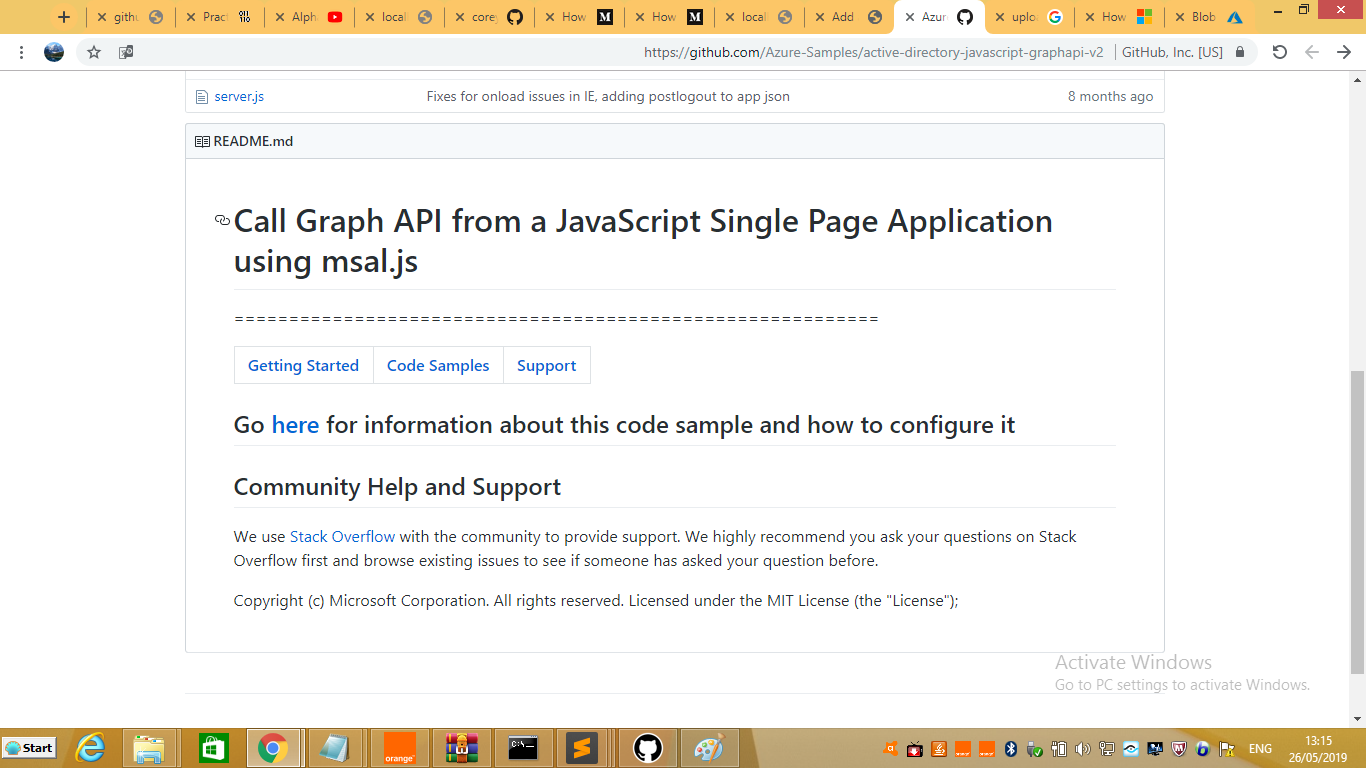 githu
Pract
Alpha
local
corey
How
How
local
Add
Azur
uplo
How
Blob
https://github.com/Azure-Samples/active-directory-javascript-graphapi-v2
GitHub, Inc. [US]
server.js Fixes for onload issues in IE, adding postlogout to app json 8 months ago
README.md
Call Graph API from a JavaScript Single Page Application
using msal.js
===========================================================
Getting Started Code Samples Support
Go here for information about this code sample and how to configure it
Community Help and Support
We use Stack Overflow with the community to provide support. We highly recommend you ask your questions on Stack
Overflow first and browse existing issues to see if someone has asked your question before.
Copyright (c) Microsoft Corporation. All rights reserved. Licensed under the MIT License (the "License");
Activate Windows
Go to PC settings to activate Windows.
Start
orange
ENG
13:15
26/05/2019